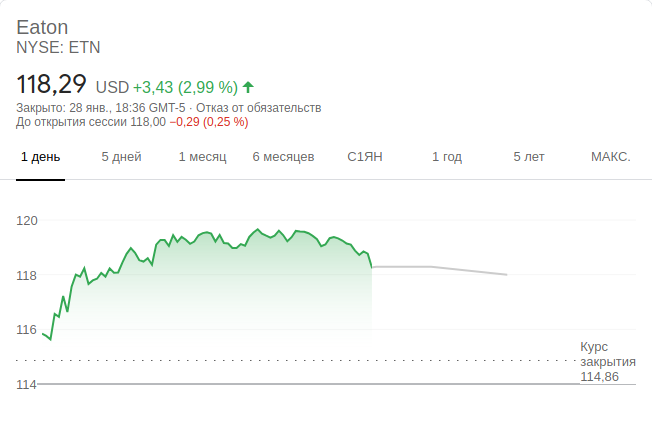 Eaton
NYSE: ETN
118,29 USD +3,43 (2,99 %)
Закрыто: 28 янв., 18:36 GMT-5 · Отказ от обязательств
До открытия сессии 118,00 −0,29 (0,25 %)
1 день 5 дней 1 месяц 6 месяцев С1ЯН 1 год 5 лет МАКС.
120
118
116
Курс
закрытия
114,86
114